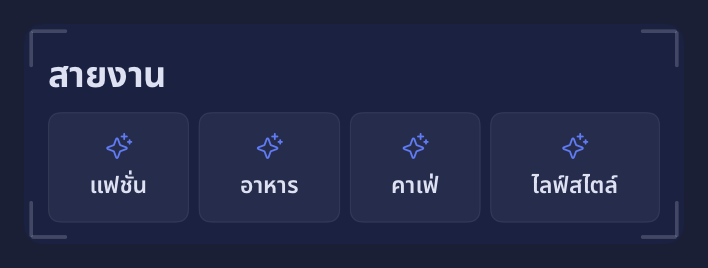 สายงาน
แฟชั่น
อาหาร
คาเฟ่
ไลฟ์สไตล์